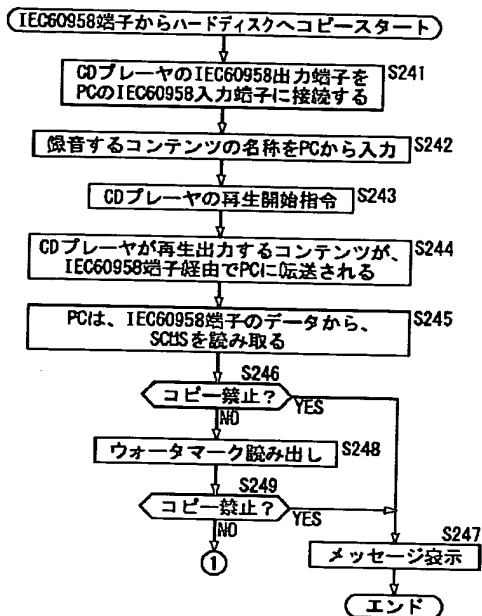 IEC60958端子からハードディスクへコピースタート
CDプレーヤのIEC60958出力端子を
PCのIEC60958入力端子に接続する
S241
録音するコンテンツの名称をPCから入力
S242
CDプレーヤの再生開始指令
S243
CDプレーヤが再生出力するコンテンツが、
IEC60958端子経由でPCに転送される
S244
PCは、IEC60958端子のデータから、
SCMSを読み取る
S245
S246
コピー禁止?
YES
NO
ウォータマーク読み出し
S248
S249
コピー禁止?
YES
NO
①
S247
メッセージ表示
エンド